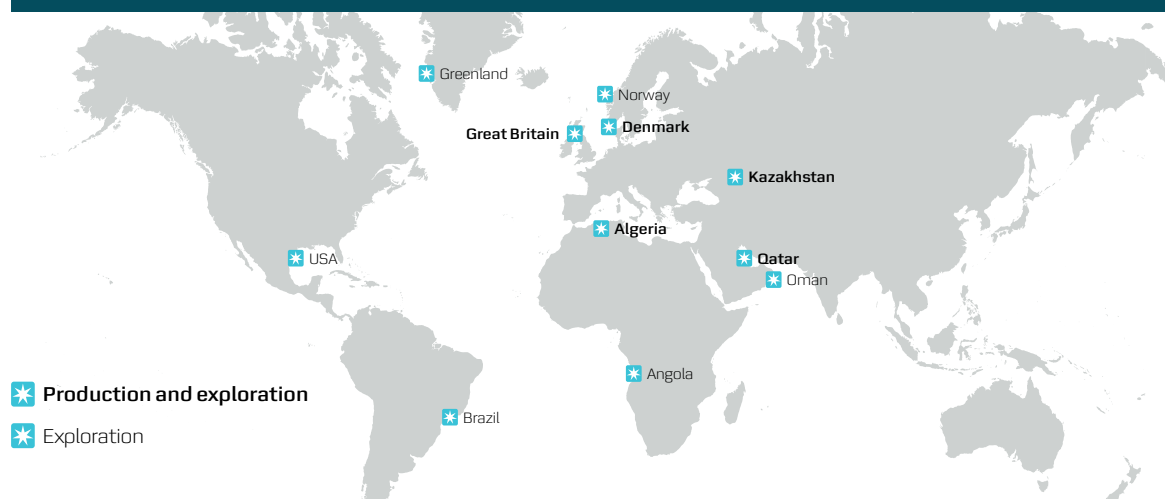 Greenland
Norway
Great Britain
Denmark
Kazakhstan
Algeria
USA
Qatar
Oman
Angola
Production and exploration
Brazil
Exploration